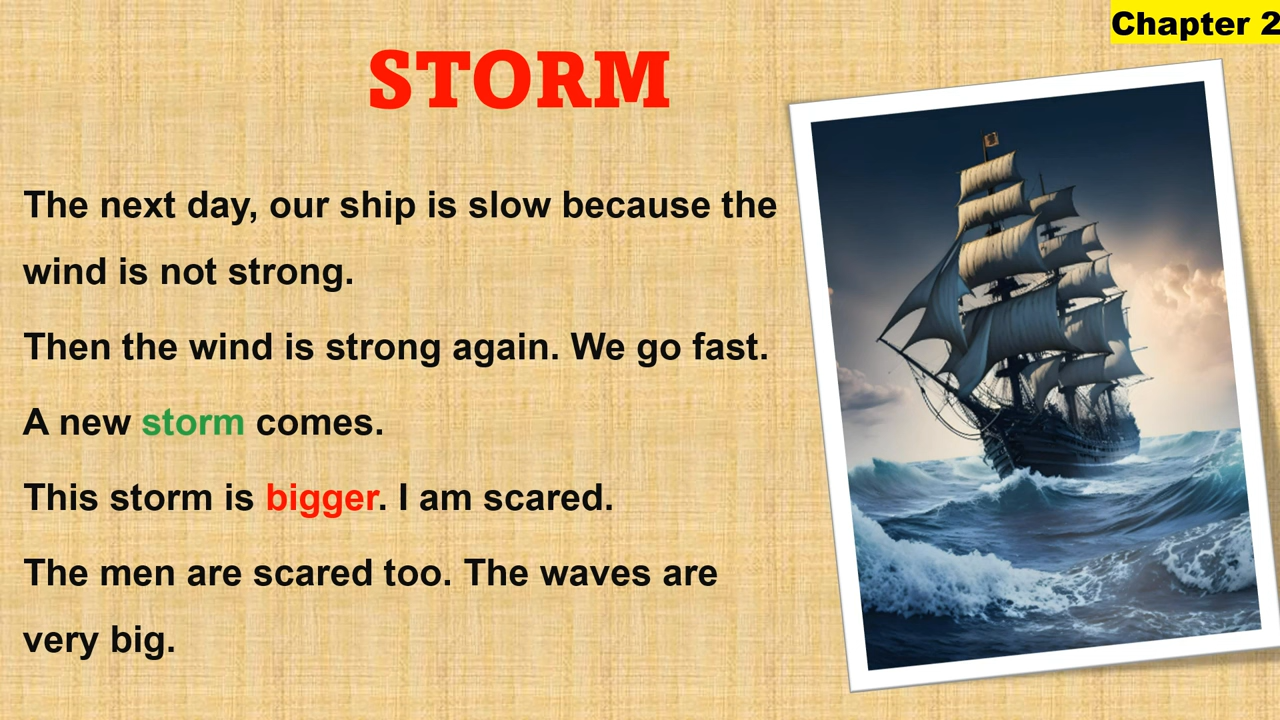 Chapter 2
STORM
The next day, our ship is slow because the
wind is not strong.
Then the wind is strong again. We go fast.
A new storm comes.
This storm is bigger. I am scared.
The men are scared too. The waves are
very big.